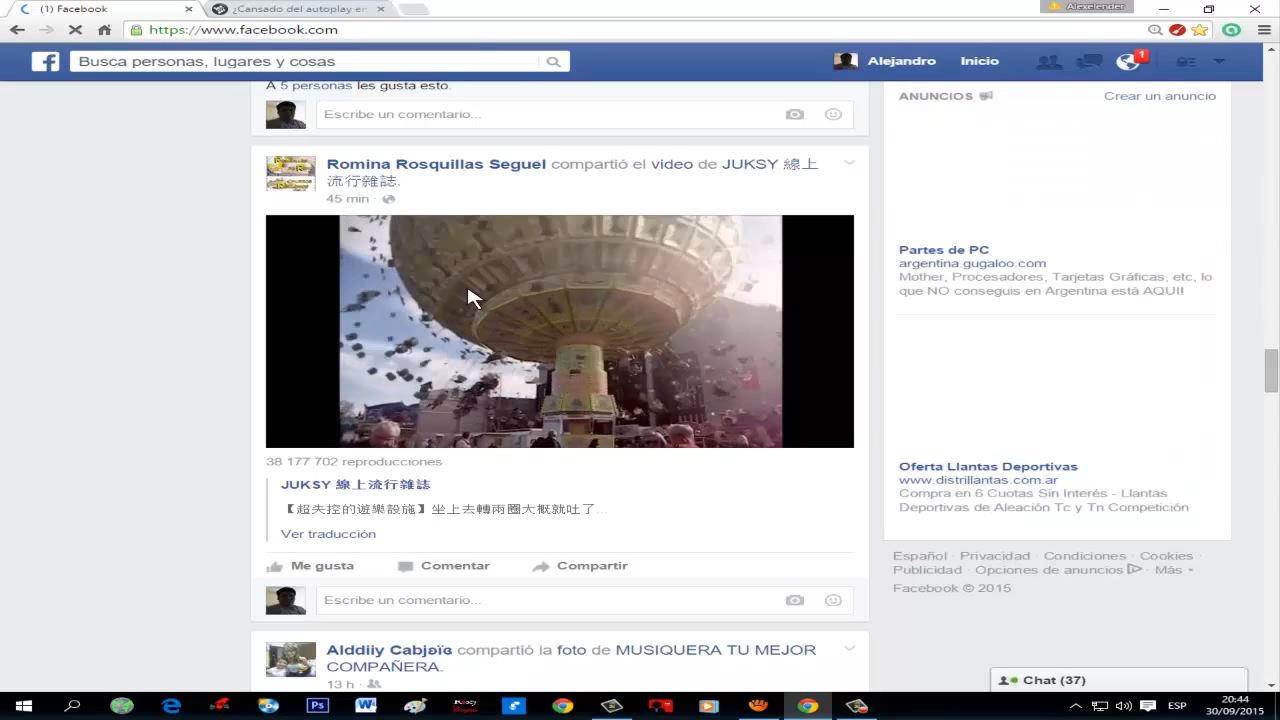 (1) Facebook
¿Cansado del autoplay en
Alexelender
https://www.facebook.com
Busca personas, lugares y cosas
Alejandro
Inicio
1
A 5 personas les gusta esto.
Escribe un comentario...
Romina Rosquillas Seguel compartió el video de JUKSY 線上
流行雜誌.
45 min
38 177 702 reproducciones
JUKSY 線上流行雜誌
【超失控的遊樂設施】坐上去轉兩圈大概就吐了...
Ver traducción
Me gusta
Comentar
Compartir
Escribe un comentario...
Alddiiy Cabjєïє compartió la foto de MUSIQUERA TU MEJOR
COMPAÑERA.
13 h
ANUNCIOS
Crear un anuncio
Partes de PC
argentina.gugaloo.com
Mother, Procesadores, Tarjetas Gráficas, etc, lo
que NO conseguis en Argentina está AQUI!
Oferta Llantas Deportivas
www.distrillantas.com.ar
Compra en 6 Cuotas Sin Interés - Llantas
Deportivas de Aleación Tc y Tn Competición
Español · Privacidad · Condiciones · Cookies ·
Publicidad · Opciones de anuncios · Más
Facebook © 2015
Chat (37)
Ps
ESP
20:44
30/09/2015